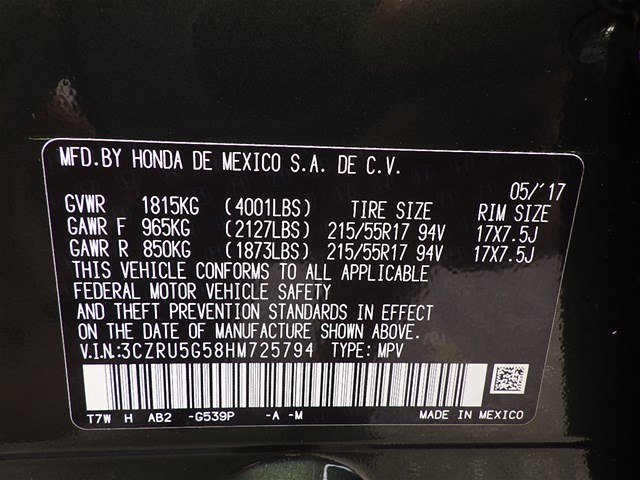 MFD.BY HONDA DE MEXICO S.A. DE C.V.
05/'17
GVWR 1815KG (4001LBS) TIRE SIZE RIM SIZE
GAWR F 965KG (2127LBS) 215/55R17 94V 17X7.5J
GAWR R 850KG (1873LBS) 215/55R17 94V 17X7.5J
THIS VEHICLE CONFORMS TO ALL APPLICABLE
FEDERAL MOTOR VEHICLE SAFETY
AND THEFT PREVENTION STANDARDS IN EFFECT
ON THE DATE OF MANUFACTURE SHOWN ABOVE.
V.I.N.:3CZRU5G58HM725794 TYPE: MPV
T7W H AB2 -G539P -A -M MADE IN MEXICO